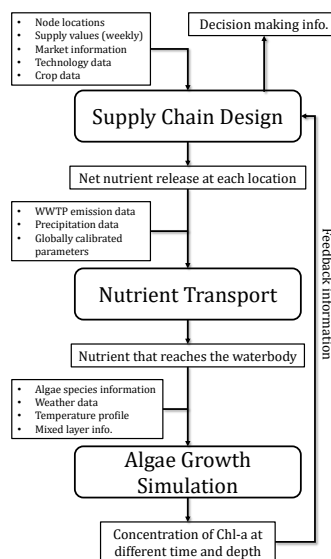 • Node locations
• Supply values (weekly)
• Market information
• Technology data
• Crop data
Decision making info.
Supply Chain Design
Net nutrient release at each location
• WWTP emission data
• Precipitation data
• Globally calibrated
parameters
Nutrient Transport
Nutrient that reaches the waterbody
• Algae species information
• Weather data
• Temperature profile
• Mixed layer info.
Algae Growth
Simulation
Concentration of Chl-a at
different time and depth
Feedback information